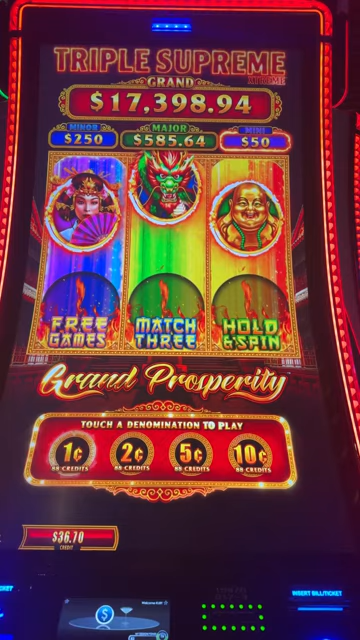 TRIPLE SUPREME
XTREME
GRAND
$17,398.94
MINOR
$250
MAJOR
$585.64
MINI
$50
FREE
GAMES
MATCH
THREE
HOLD
&SPIN
Grand Prosperity
TOUCH A DENOMINATION TO PLAY
1¢
88 CREDITS
2¢
88 CREDITS
5¢
88 CREDITS
10¢
88 CREDITS
$36.70
CREDIT
INSERT BILL/TICKET